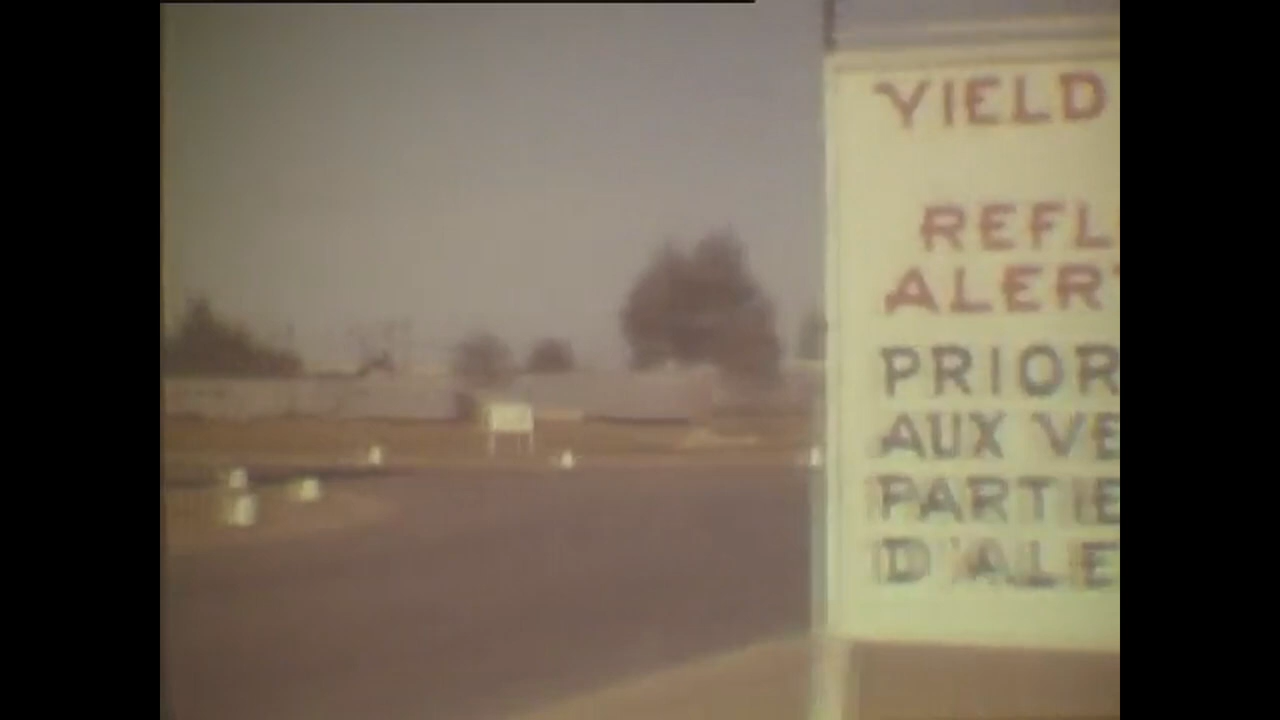 YIELD
REFL
ALERT
PRIOR
AUX VE
PARTIE
D'ALE